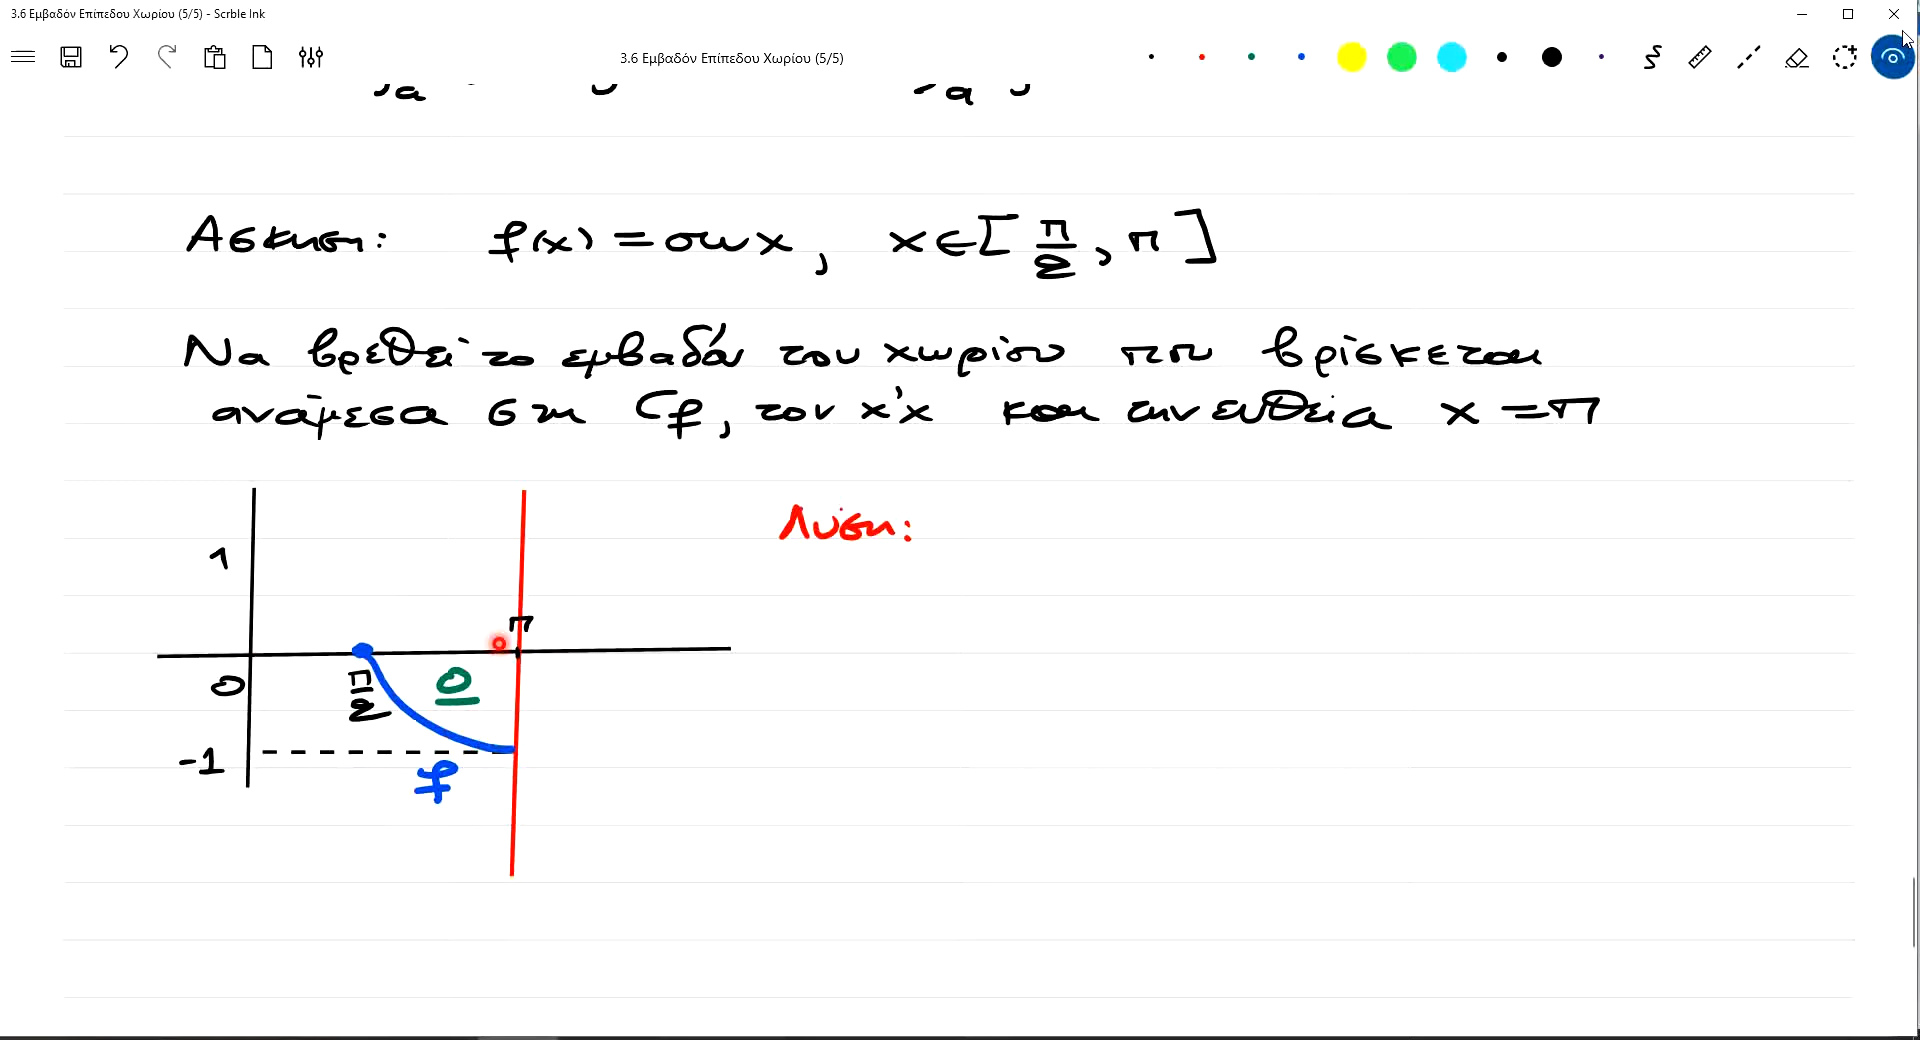 3.6 Εμβαδόν Επίπεδου Χωρίου (5/5) - Scrble Ink
3.6 Εμβαδόν Επίπεδου Χωρίου (5/5)
Ασκηση: f(x) = συνx, x∈[π/2, π]
Να βρεθεί το εμβαδόν του χωρίου που βρίσκεται
ανάμεσα στη Cf, τον x'x και την ευθεία x = π
Λύση:
1
π
0
π/2
Ω
-1
f